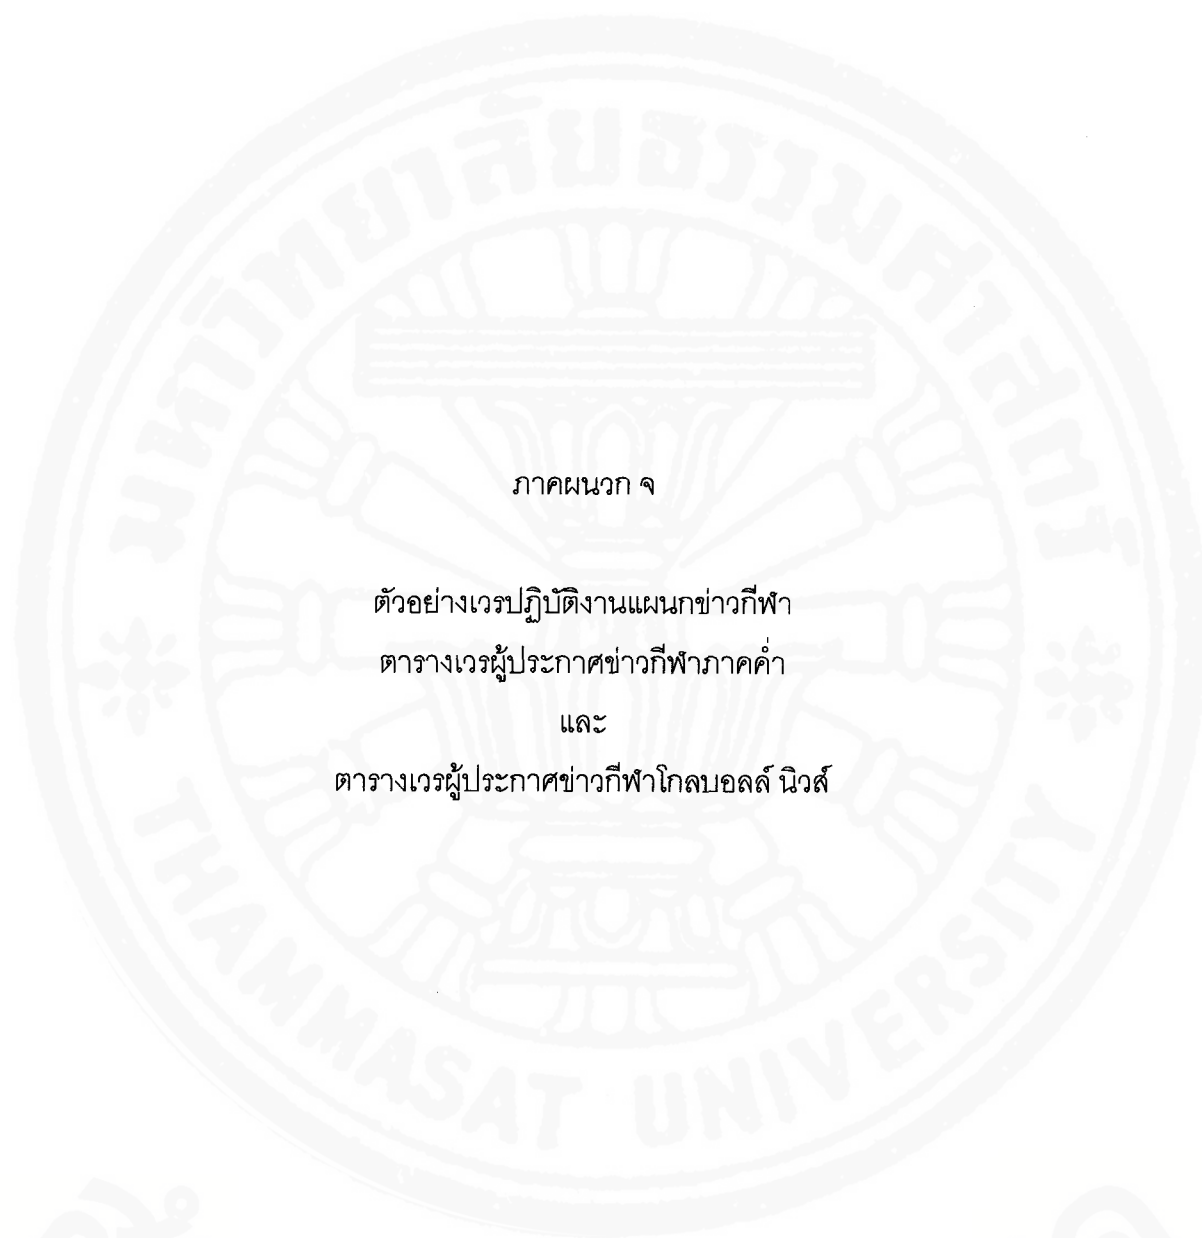 มหาวิทยาลัยธรรมศาสตร์
ภาคผนวก จ
ตัวอย่างเวรปฏิบัติงานแผนกข่าวกีฬา
ตารางเวรผู้ประกาศข่าวกีฬาภาคค่ำ
และ
ตารางเวรผู้ประกาศข่าวกีฬาโกลบอลล์ นิวส์
THAMMASAT UNIVERSITY